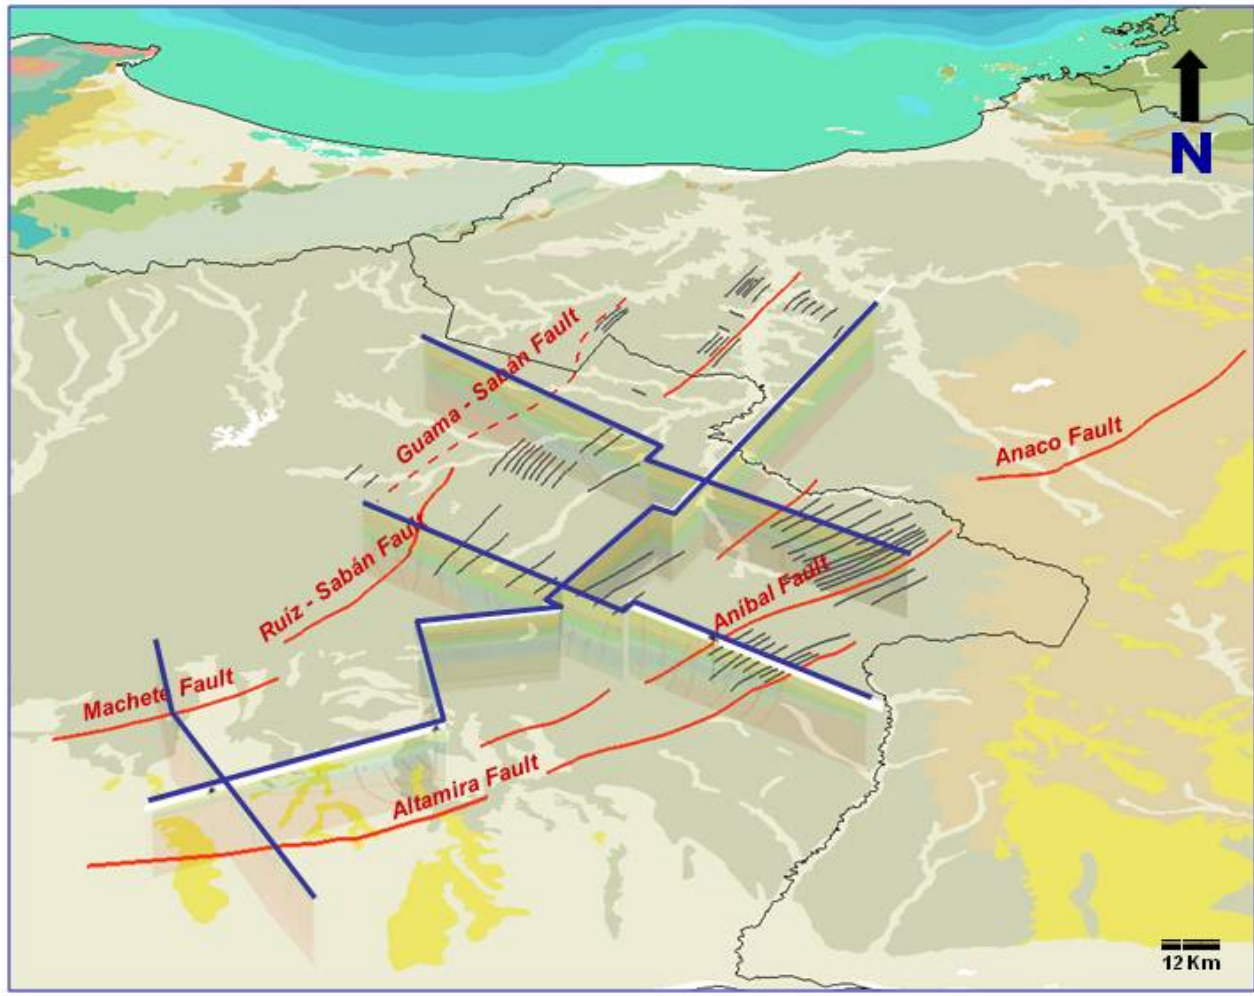 N
Guama - Sabán Fault
Anaco Fault
Ruíz - Sabán Fault
Aníbal Fault
Machete Fault
Altamira Fault
12 Km